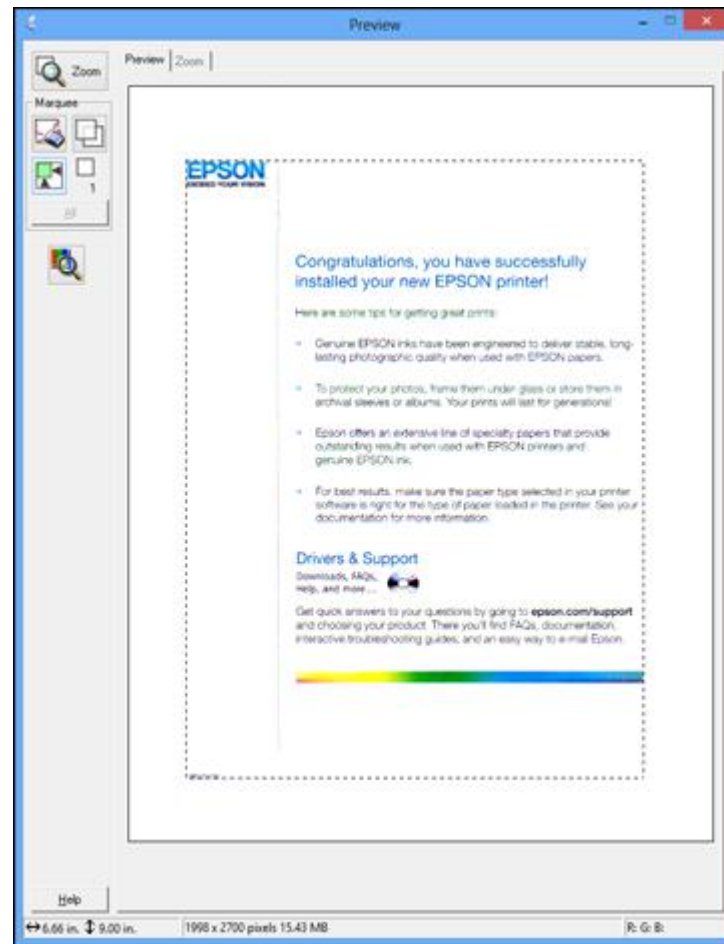 Preview
Zoom
Preview Zoom
Marquee
1
All
EPSON
EXCEED YOUR VISION
Congratulations, you have successfully
installed your new EPSON printer!
Here are some tips for getting great prints:
Genuine EPSON inks have been engineered to deliver stable, long-
lasting photographic quality when used with EPSON papers.
To protect your photos, frame them under glass or store them in
archival sleeves or albums. Your prints will last for generations!
Epson offers an extensive line of specialty papers that provide
outstanding results when used with EPSON printers and
genuine EPSON ink.
For best results, make sure the paper type selected in your printer
software is right for the type of paper loaded in the printer. See your
documentation for more information.
Drivers & Support
Downloads, FAQs,
Help, and more ...
Get quick answers to your questions by going to epson.com/support
and choosing your product. There you'll find FAQs, documentation,
interactive troubleshooting guides, and an easy way to e-mail Epson.
Help
6.66 in. 9.00 in. 1998 x 2700 pixels 15.43 MB R: G: B: